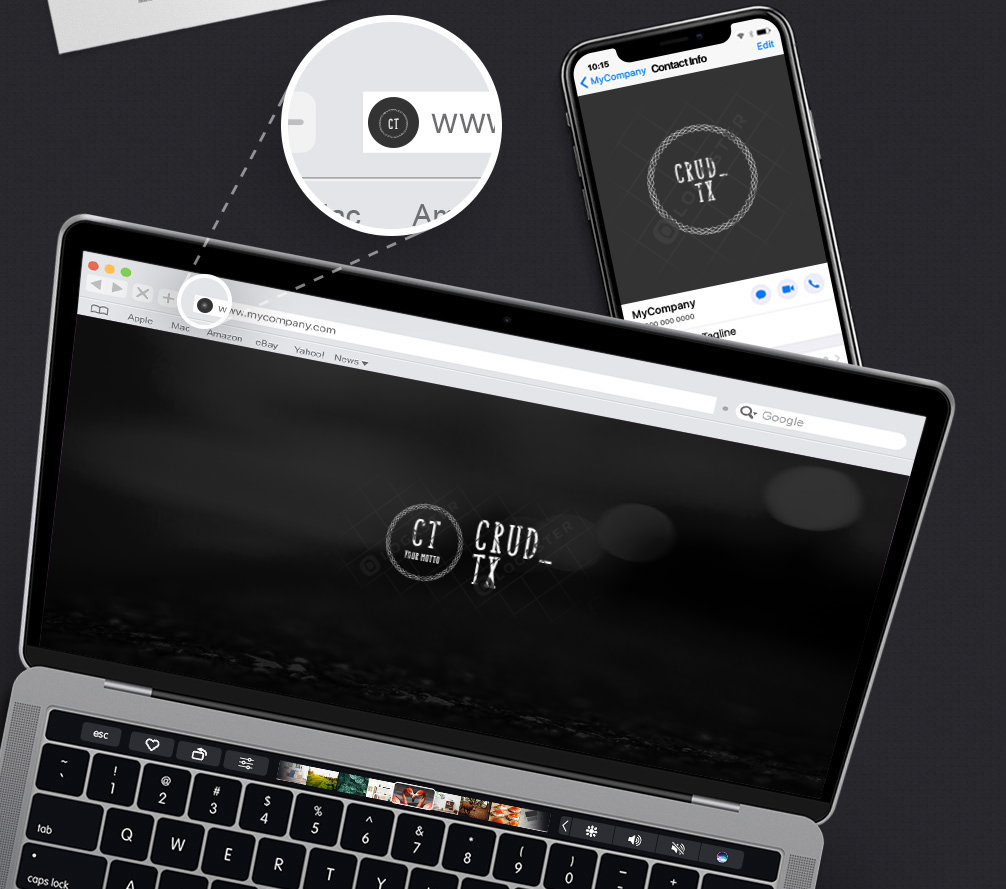 CT
WWW
Am
10:15
MyCompany
Contact Info
Edit
CRUD_
TX
MyCompany
000 0000
Tagline
www.mycompany.com
Apple
Mac
Amazon
eBay
Yahoo!
News
Google
CT
YOUR MOTTO
CRUD_
TX
esc
~
`
!
1
@
2
#
3
$
4
%
5
^
6
&
7
*
8
(
9
)
0
–
+
tab
Q
W
E
R
T
Y
caps lock
A